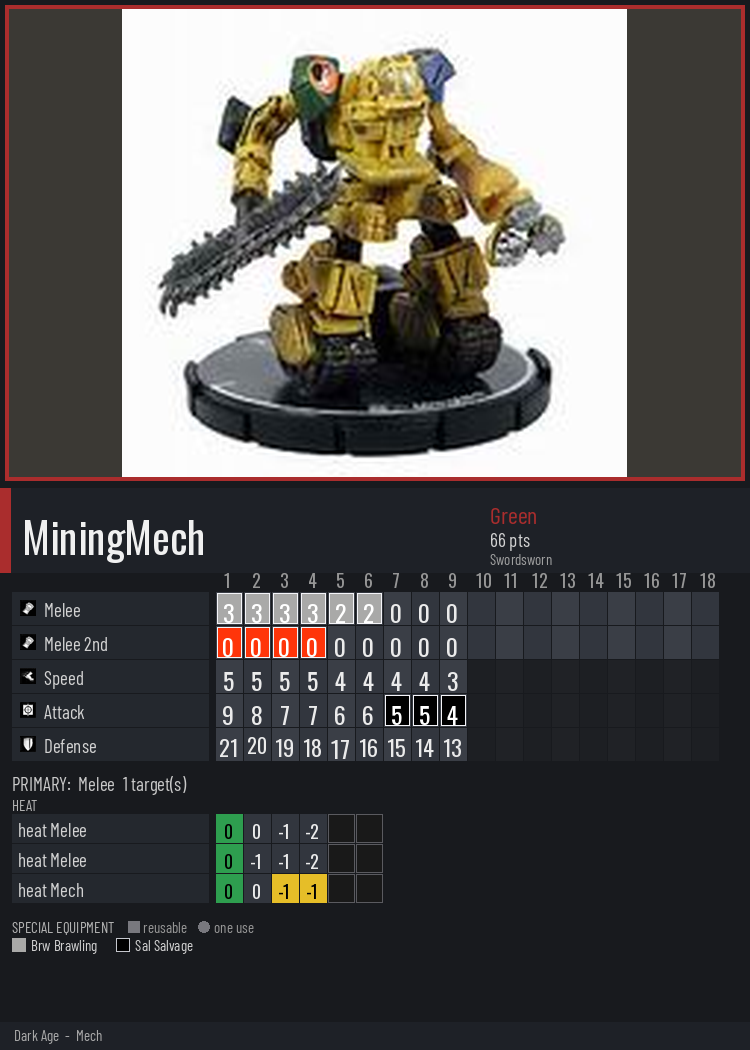 MiningMech
Green
66 pts
Swordsworn
1 2 3 4 5 6 7 8 9 10 11 12 13 14 15 16 17 18
Melee 3 3 3 3 2 2 0 0 0
Melee 2nd 0 0 0 0 0 0 0 0 0
Speed 5 5 5 5 4 4 4 4 3
Attack 9 8 7 7 6 6 5 5 4
Defense 21 20 19 18 17 16 15 14 13
PRIMARY: Melee 1 target(s)
HEAT
heat Melee 0 0 -1 -2
heat Melee 0 -1 -1 -2
heat Mech 0 0 -1 -1
SPECIAL EQUIPMENT reusable one use
Brw Brawling Sal Salvage
Dark Age - Mech